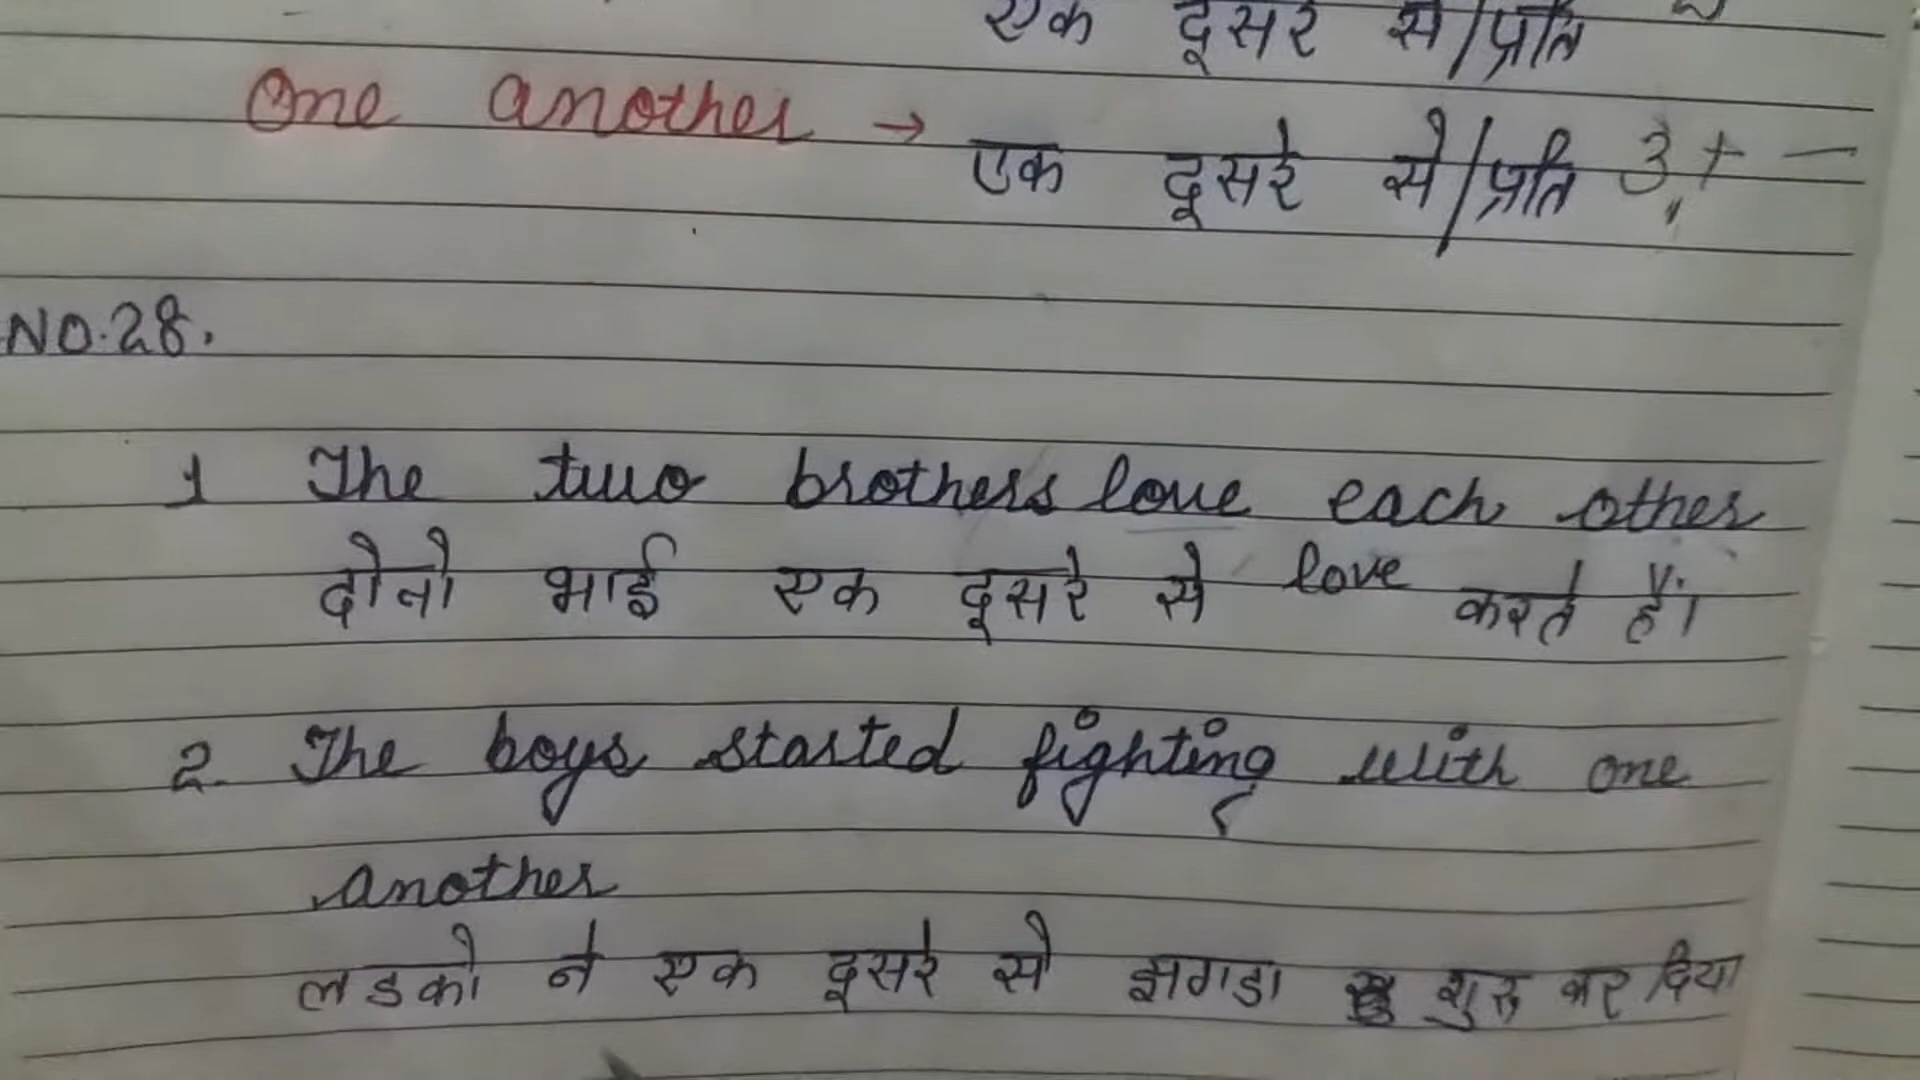 एक दूसरे से/प्रति
One another → एक दूसरे से/प्रति 3+ —
NO.28.
1 The two brothers love each other
दोनो भाई एक दूसरे से love करते हैं।
2. The boys started fighting with one
another
लडको ने एक दूसरे से झगडा शुरु कर दिया